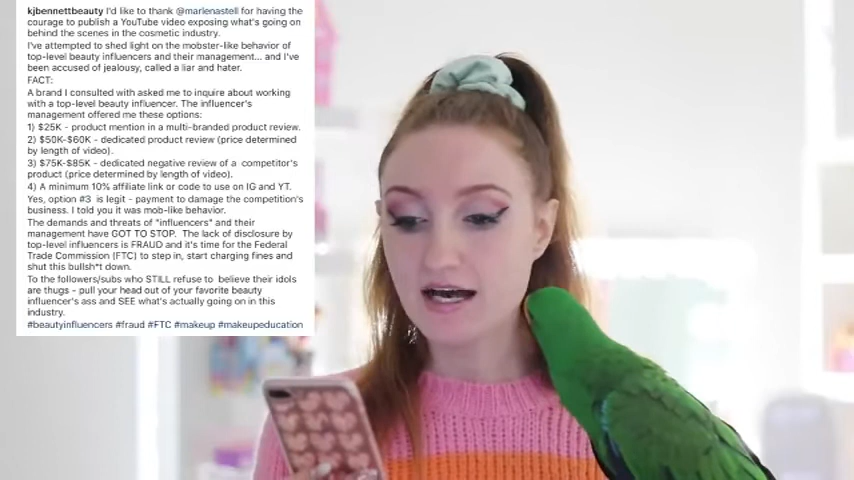 kjbennettbeauty I'd like to thank @marlenastell for having the
courage to publish a YouTube video exposing what's going on
behind the scenes in the cosmetic industry.
I've attempted to shed light on the mobster-like behavior of
top-level beauty influencers and their management... and I've
been accused of jealousy, called a liar and hater.
FACT:
A brand I consulted with asked me to inquire about working
with a top-level beauty influencer. The influencer's
management offered me these options:
1) $25K - product mention in a multi-branded product review.
2) $50K-$60K - dedicated product review (price determined
by length of video).
3) $75K-$85K - dedicated negative review of a competitor's
product (price determined by length of video).
4) A minimum 10% affiliate link or code to use on IG and YT.
Yes, option #3 is legit - payment to damage the competition's
business. I told you it was mob-like behavior.
The demands and threats of "influencers" and their
management have GOT TO STOP. The lack of disclosure by
top-level influencers is FRAUD and it's time for the Federal
Trade Commission (FTC) to step in, start charging fines and
shut this bullsh*t down.
To the followers/subs who STILL refuse to believe their idols
are thugs - pull your head out of your favorite beauty
influencer's ass and SEE what's actually going on in this
industry.
#beautyinfluencers #fraud #FTC #makeup #makeupeducation